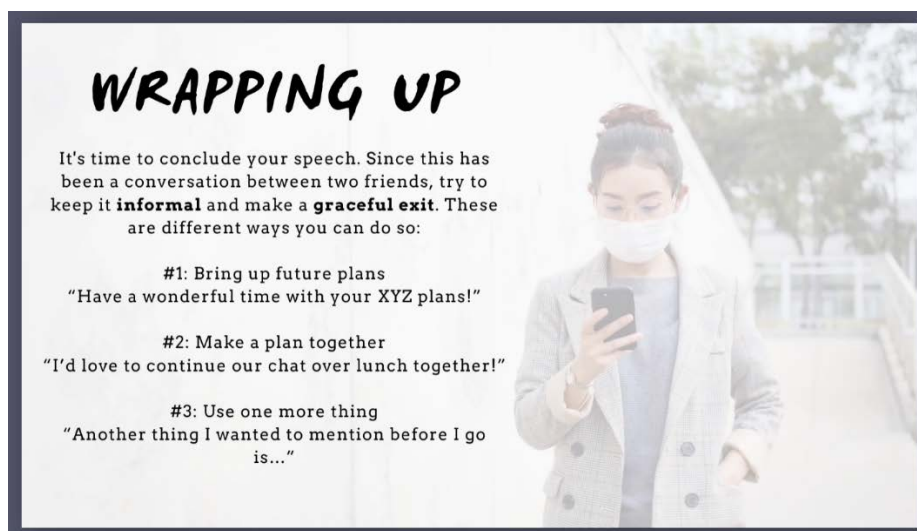 WRAPPING UP
It's time to conclude your speech. Since this has
been a conversation between two friends, try to
keep it informal and make a graceful exit. These
are different ways you can do so:
#1: Bring up future plans
“Have a wonderful time with your XYZ plans!”
#2: Make a plan together
“I’d love to continue our chat over lunch together!”
#3: Use one more thing
“Another thing I wanted to mention before I go
is...”